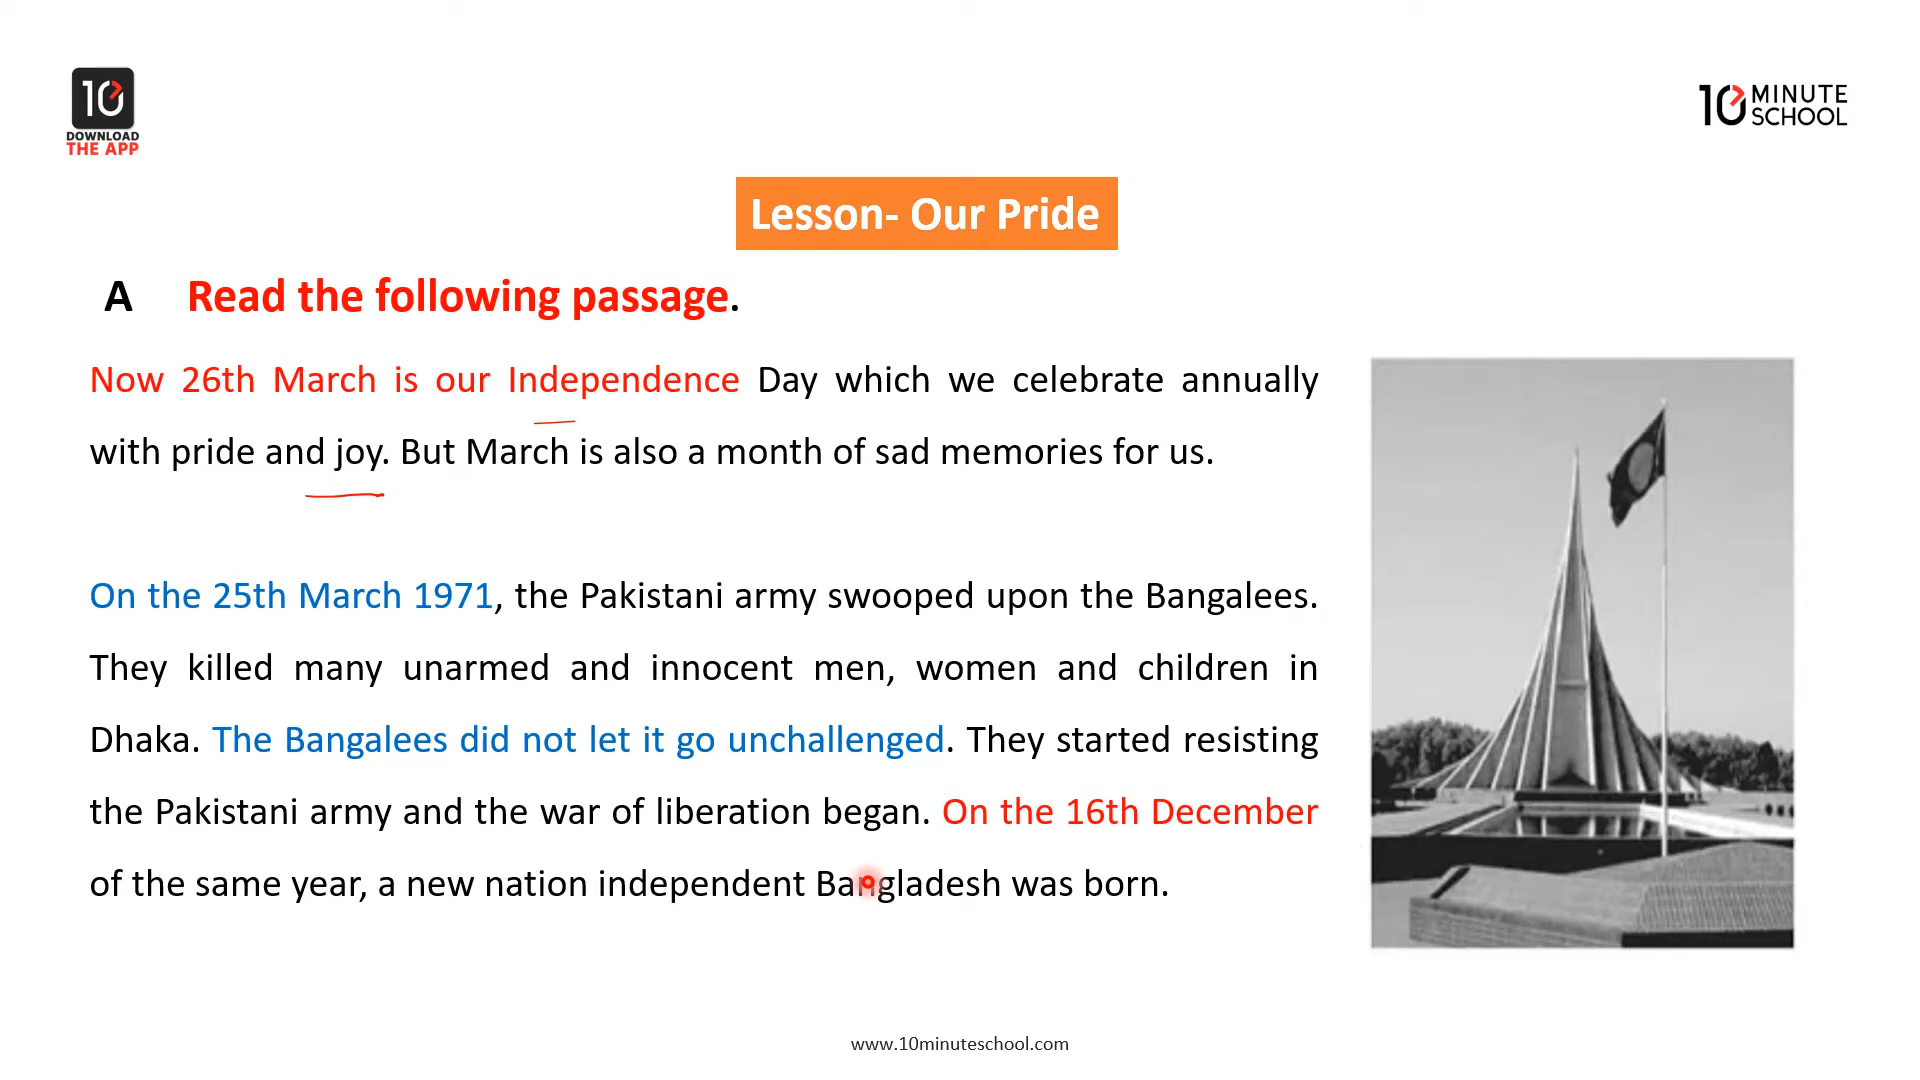 10
DOWNLOAD
THE APP
10 MINUTE
SCHOOL
Lesson- Our Pride
A Read the following passage.
Now 26th March is our Independence Day which we celebrate annually
with pride and joy. But March is also a month of sad memories for us.
On the 25th March 1971, the Pakistani army swooped upon the Bangalees.
They killed many unarmed and innocent men, women and children in
Dhaka. The Bangalees did not let it go unchallenged. They started resisting
the Pakistani army and the war of liberation began. On the 16th December
of the same year, a new nation independent Bangladesh was born.
www.10minuteschool.com